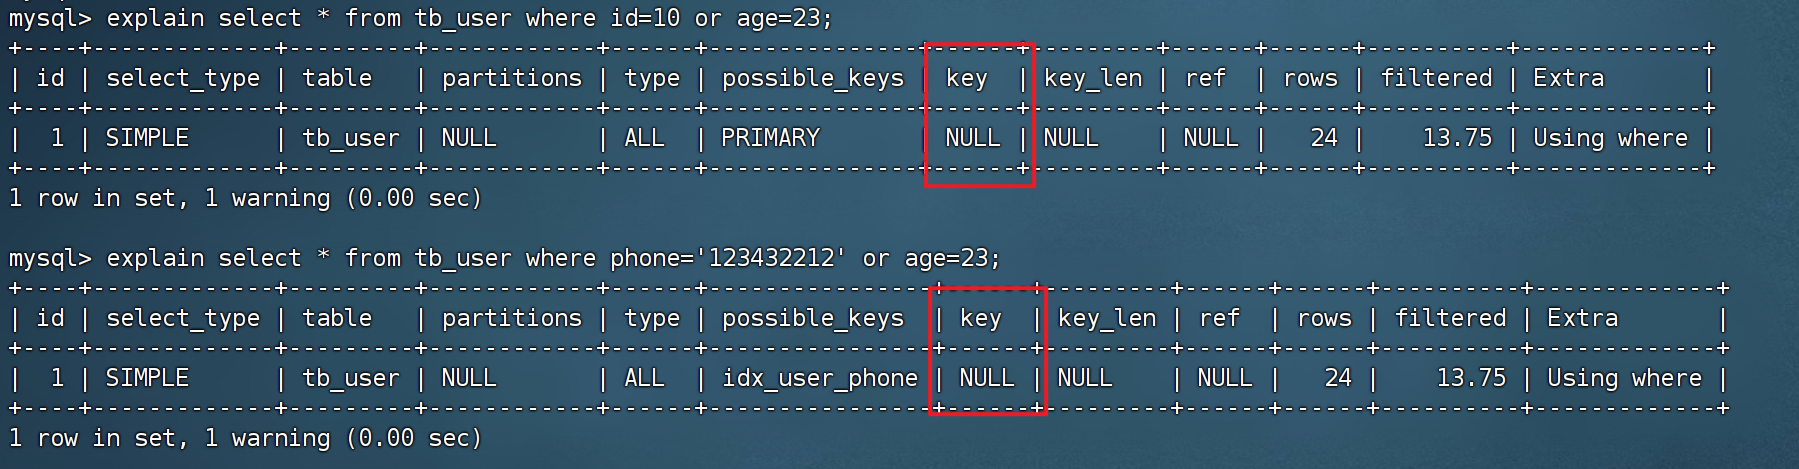 mysql> explain select * from tb_user where id=10 or age=23;
+----+-------------+---------+------------+------+---------------+------+---------+------+------+----------+-------------+
| id | select_type | table   | partitions | type | possible_keys | key  | key_len | ref  | rows | filtered | Extra       |
+----+-------------+---------+------------+------+---------------+------+---------+------+------+----------+-------------+
|  1 | SIMPLE      | tb_user | NULL       | ALL  | PRIMARY       | NULL | NULL    | NULL |   24 |    13.75 | Using where |
+----+-------------+---------+------------+------+---------------+------+---------+------+------+----------+-------------+
1 row in set, 1 warning (0.00 sec)
mysql> explain select * from tb_user where phone='123432212' or age=23;
+----+-------------+---------+------------+------+----------------+------+---------+------+------+----------+-------------+
| id | select_type | table   | partitions | type | possible_keys  | key  | key_len | ref  | rows | filtered | Extra       |
+----+-------------+---------+------------+------+----------------+------+---------+------+------+----------+-------------+
|  1 | SIMPLE      | tb_user | NULL       | ALL  | idx_user_phone | NULL | NULL    | NULL |   24 |    13.75 | Using where |
+----+-------------+---------+------------+------+----------------+------+---------+------+------+----------+-------------+
1 row in set, 1 warning (0.00 sec)